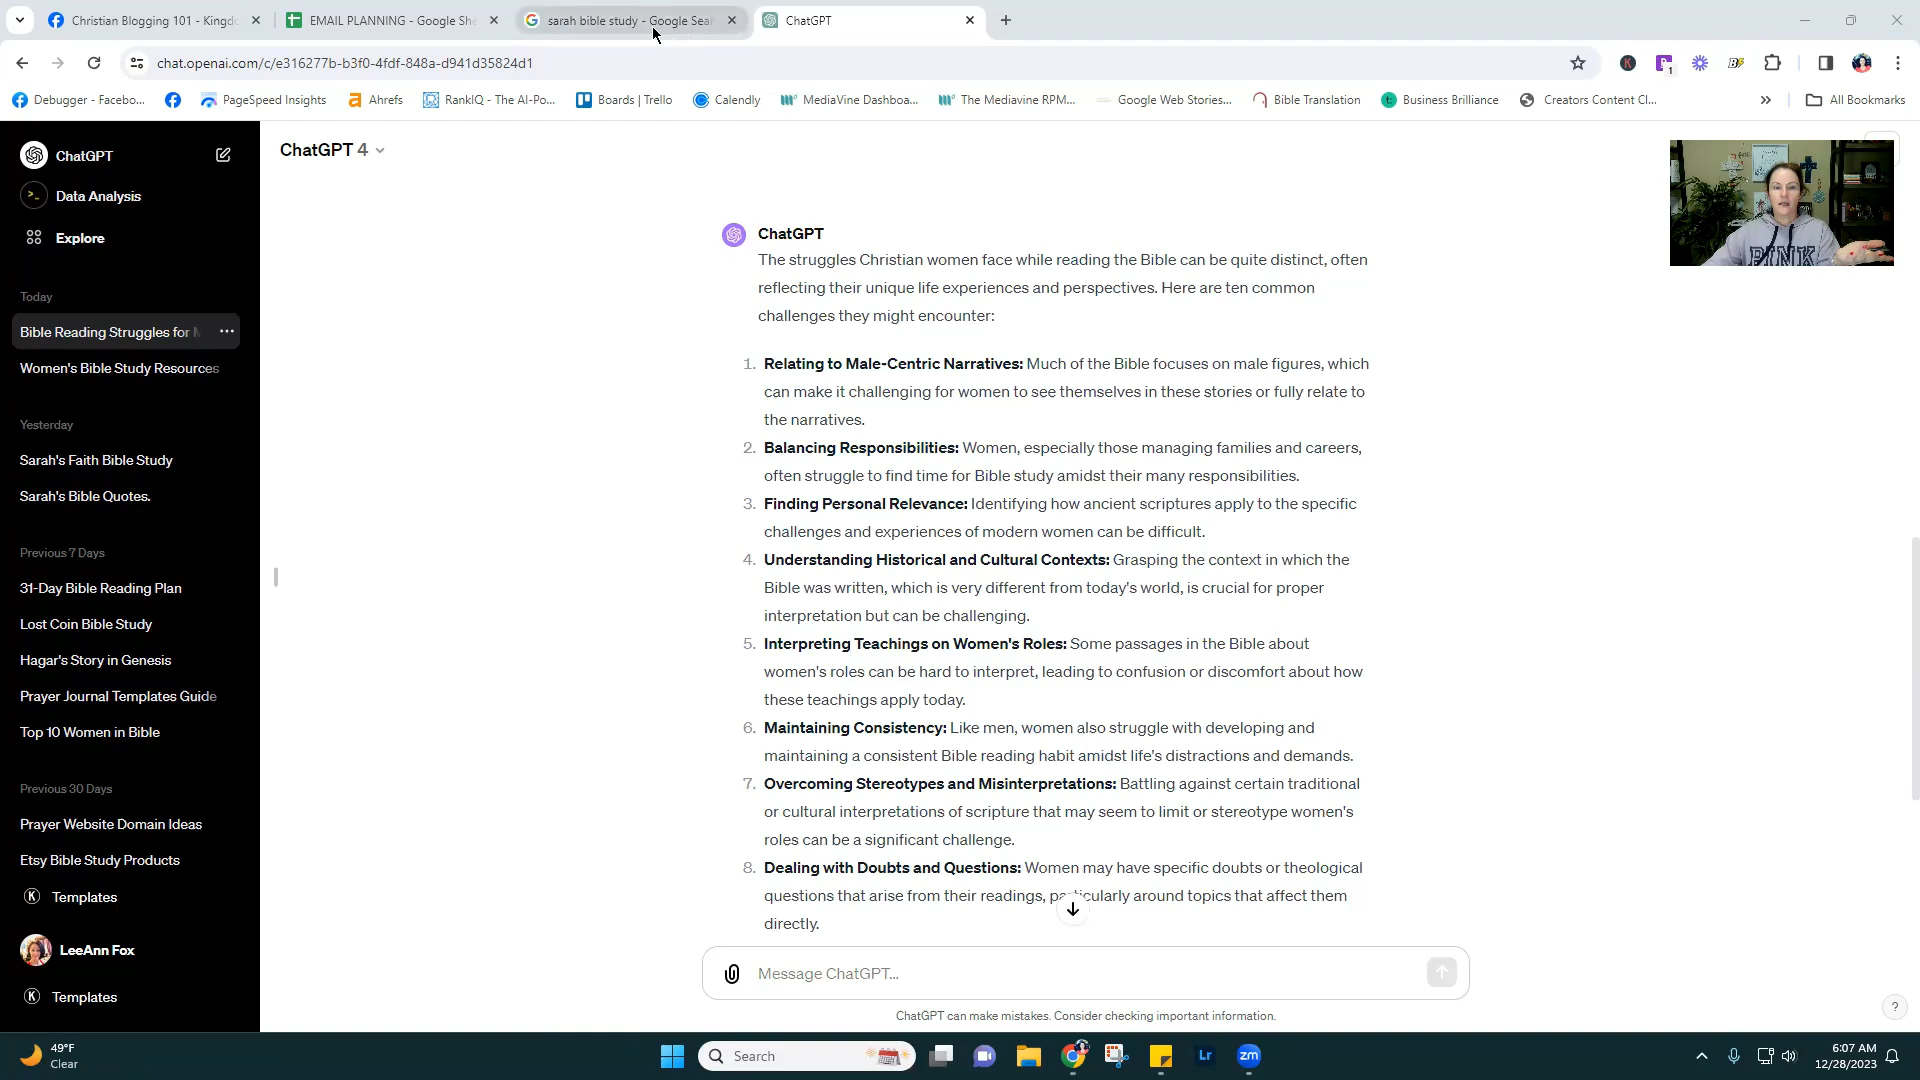 Christian Blogging 101 - Kingdo
EMAIL PLANNING - Google She
sarah bible study - Google Sear
ChatGPT
chat.openai.com/c/e316277b-b3f0-4fdf-848a-d941d35824d1
Debugger - Facebo...
PageSpeed Insights
Ahrefs
RankIQ - The AI-Po...
Boards | Trello
Calendly
MediaVine Dashboa...
The Mediavine RPM...
Google Web Stories...
Bible Translation
Business Brilliance
Creators Content Cl...
All Bookmarks
ChatGPT
Data Analysis
Explore
Today
Bible Reading Struggles for
Women's Bible Study Resources
Yesterday
Sarah's Faith Bible Study
Sarah's Bible Quotes.
Previous 7 Days
31-Day Bible Reading Plan
Lost Coin Bible Study
Hagar's Story in Genesis
Prayer Journal Templates Guide
Top 10 Women in Bible
Previous 30 Days
Prayer Website Domain Ideas
Etsy Bible Study Products
Templates
LeeAnn Fox
Templates
ChatGPT 4
ChatGPT
The struggles Christian women face while reading the Bible can be quite distinct, often
reflecting their unique life experiences and perspectives. Here are ten common
challenges they might encounter:
1. Relating to Male-Centric Narratives: Much of the Bible focuses on male figures, which
can make it challenging for women to see themselves in these stories or fully relate to
the narratives.
2. Balancing Responsibilities: Women, especially those managing families and careers,
often struggle to find time for Bible study amidst their many responsibilities.
3. Finding Personal Relevance: Identifying how ancient scriptures apply to the specific
challenges and experiences of modern women can be difficult.
4. Understanding Historical and Cultural Contexts: Grasping the context in which the
Bible was written, which is very different from today's world, is crucial for proper
interpretation but can be challenging.
5. Interpreting Teachings on Women's Roles: Some passages in the Bible about
women's roles can be hard to interpret, leading to confusion or discomfort about how
these teachings apply today.
6. Maintaining Consistency: Like men, women also struggle with developing and
maintaining a consistent Bible reading habit amidst life's distractions and demands.
7. Overcoming Stereotypes and Misinterpretations: Battling against certain traditional
or cultural interpretations of scripture that may seem to limit or stereotype women's
roles can be a significant challenge.
8. Dealing with Doubts and Questions: Women may have specific doubts or theological
questions that arise from their readings, particularly around topics that affect them
directly.
Message ChatGPT...
ChatGPT can make mistakes. Consider checking important information.
PINK
?
49°F
Clear
Search
Lr
zm
6:07 AM
12/28/2023